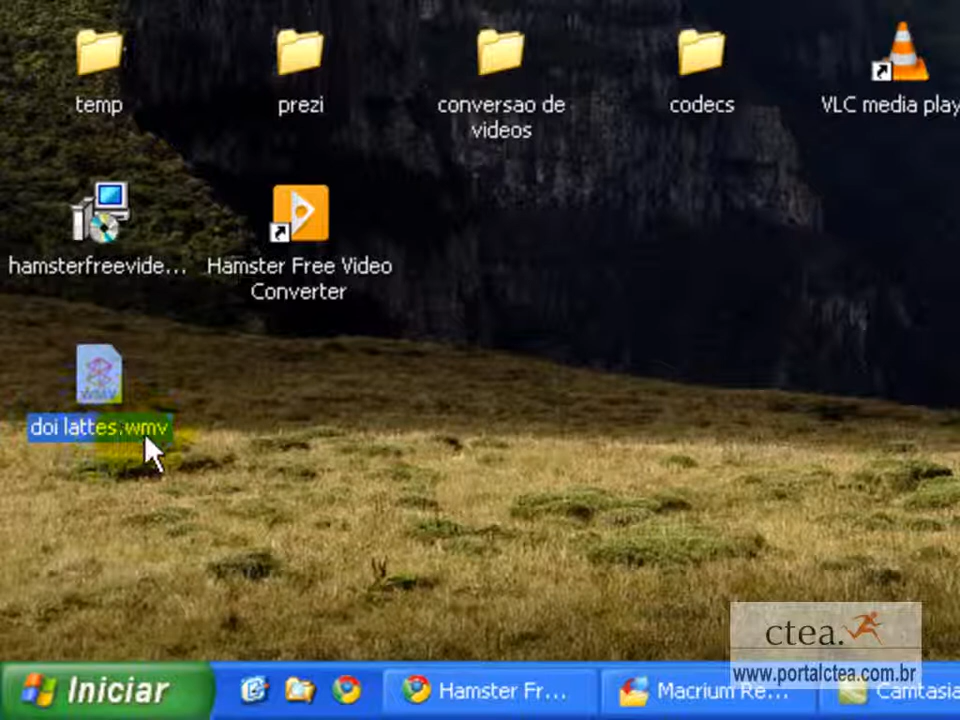 temp
prezi
conversao de
videos
codecs
VLC media play
hamsterfreevide...
Hamster Free Video
Converter
wmv
doi lattes.wmv
ctea.
www.portalctea.com.br
Iniciar
Hamster Fr...
Macrium Re...
Camtasia